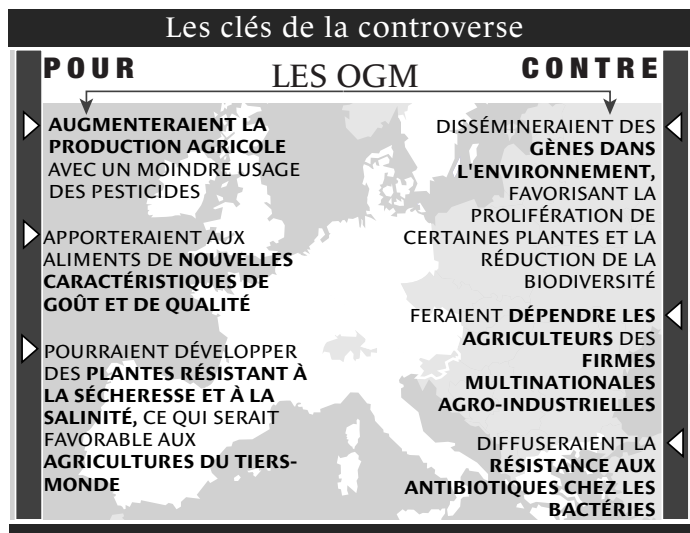 Les clés de la controverse
POUR
LES OGM
CONTRE
AUGMENTERAIENT LA
PRODUCTION AGRICOLE
AVEC UN MOINDRE USAGE
DES PESTICIDES
APPORTERAIENT AUX
ALIMENTS DE NOUVELLES
CARACTÉRISTIQUES DE
GOÛT ET DE QUALITÉ
POURRAIENT DÉVELOPPER
DES PLANTES RÉSISTANT À
LA SÉCHERESSE ET À LA
SALINITÉ, CE QUI SERAIT
FAVORABLE AUX
AGRICULTURES DU TIERS-
MONDE
DISSÉMINERAIENT DES
GÈNES DANS
L'ENVIRONNEMENT,
FAVORISANT LA
PROLIFÉRATION DE
CERTAINES PLANTES ET LA
RÉDUCTION DE LA
BIODIVERSITÉ
FERAIENT DÉPENDRE LES
AGRICULTEURS DES
FIRMES
MULTINATIONALES
AGRO-INDUSTRIELLES
DIFFUSERAIENT LA
RÉSISTANCE AUX
ANTIBIOTIQUES CHEZ LES
BACTÉRIES